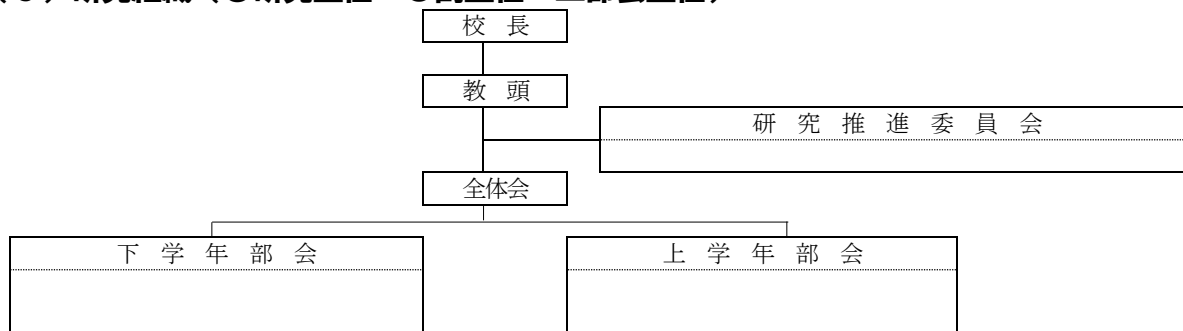 校　長
教　頭
研　究　推　進　委　員　会
全体会
下　学　年　部　会
上　学　年　部　会